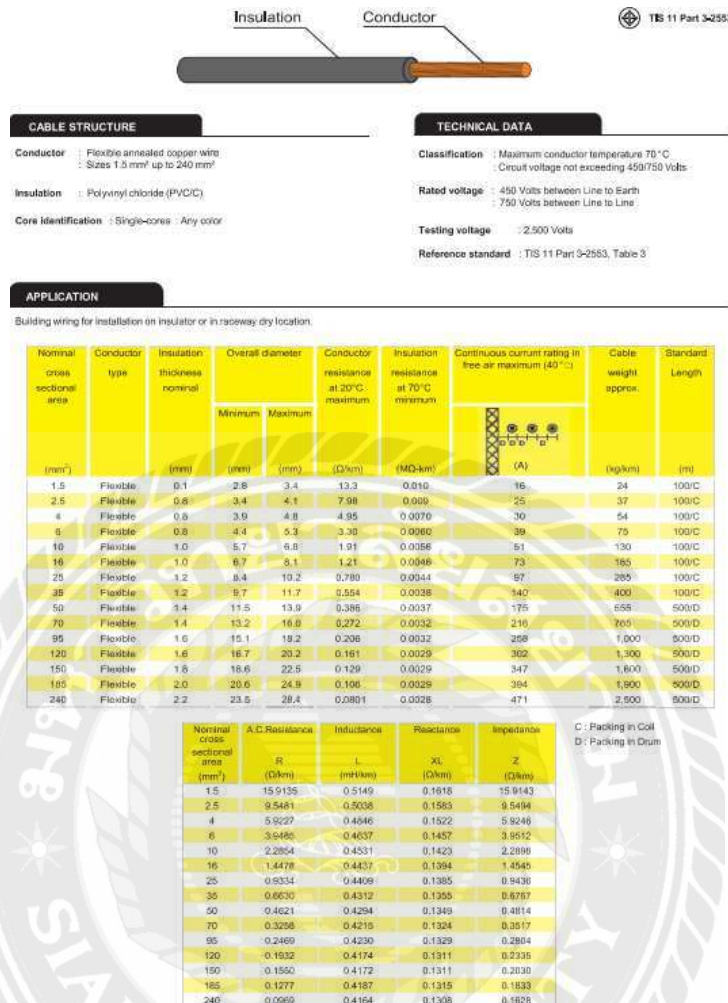 Insulation Conductor
TIS 11 Part 3-2553
CABLE STRUCTURE
Conductor : Flexible annealed copper wire
: Sizes 1.5 mm² up to 240 mm²
Insulation : Polyvinyl chloride (PVC/C)
Core identification : Single-cores : Any color
TECHNICAL DATA
Classification : Maximum conductor temperature 70°C
: Circuit voltage not exceeding 450/750 Volts
Rated voltage : 450 Volts between Line to Earth
: 750 Volts between Line to Line
Testing voltage : 2,500 Volts
Reference standard : TIS 11 Part 3-2553, Table 3
APPLICATION
Building wiring for installation on insulator or in raceway dry location.
Nominal cross sectional area (mm²)
Conductor type
Insulation thickness nominal (mm)
Overall diameter
Minimum (mm) Maximum (mm)
Conductor resistance at 20°C maximum (Ω/km)
Insulation resistance at 70°C minimum (MΩ-km)
Continuous currunt rating in free air maximum (40°C)
(A)
Cable weight approx. (kg/km)
Standard Length (m)
1.5 Flexible 0.1 2.8 3.4 13.3 0.010 16 24 100/C
2.5 Flexible 0.8 3.4 4.1 7.98 0.009 25 37 100/C
4 Flexible 0.8 3.9 4.8 4.95 0.0070 30 54 100/C
6 Flexible 0.8 4.4 5.3 3.30 0.0060 39 75 100/C
10 Flexible 1.0 5.7 6.8 1.91 0.0056 51 130 100/C
16 Flexible 1.0 6.7 8.1 1.21 0.0046 73 185 100/C
25 Flexible 1.2 8.4 10.2 0.780 0.0044 97 285 100/C
35 Flexible 1.2 9.7 11.7 0.554 0.0038 140 400 100/C
50 Flexible 1.4 11.5 13.9 0.386 0.0037 175 555 500/D
70 Flexible 1.4 13.2 16.0 0.272 0.0032 216 765 500/D
95 Flexible 1.6 15.1 18.2 0.206 0.0032 258 1,000 500/D
120 Flexible 1.6 16.7 20.2 0.161 0.0029 302 1,300 500/D
150 Flexible 1.8 18.6 22.5 0.129 0.0029 347 1,600 500/D
185 Flexible 2.0 20.6 24.9 0.106 0.0029 394 1,900 500/D
240 Flexible 2.2 23.5 28.4 0.0801 0.0028 471 2,500 500/D
C : Packing in Coil
D : Packing in Drum
Nominal cross sectional area (mm²)
A.C.Resistance R (Ω/km)
Inductance L (mH/km)
Reactance XL (Ω/km)
Impedance Z (Ω/km)
1.5 15.9135 0.5149 0.1618 15.9143
2.5 9.5481 0.5038 0.1583 9.5494
4 5.9227 0.4846 0.1522 5.9246
6 3.9485 0.4637 0.1457 3.9512
10 2.2854 0.4531 0.1423 2.2898
16 1.4478 0.4437 0.1394 1.4545
25 0.9334 0.4409 0.1385 0.9436
35 0.6630 0.4312 0.1355 0.6767
50 0.4621 0.4294 0.1349 0.4814
70 0.3258 0.4215 0.1324 0.3517
95 0.2469 0.4230 0.1329 0.2804
120 0.1932 0.4174 0.1311 0.2335
150 0.1550 0.4172 0.1311 0.2030
185 0.1277 0.4187 0.1315 0.1833
240 0.0969 0.4164 0.1308 0.1628